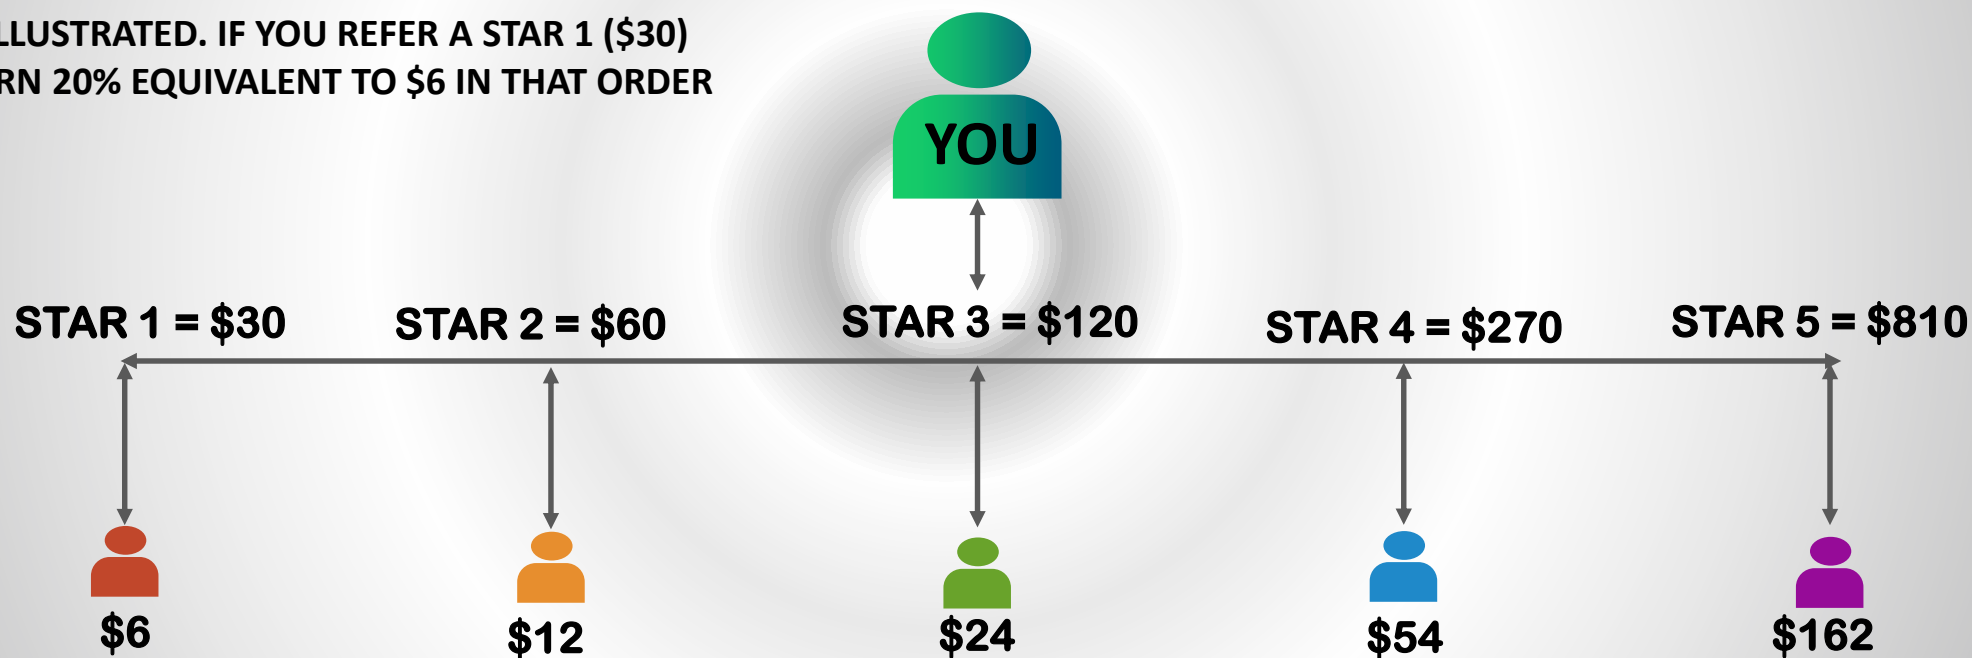 LLUSTRATED. IF YOU REFER A STAR 1 ($30)
RN 20% EQUIVALENT TO $6 IN THAT ORDER
YOU
STAR 1 = $30
STAR 2 = $60
STAR 3 = $120
STAR 4 = $270
STAR 5 = $810
$6
$12
$24
$54
$162